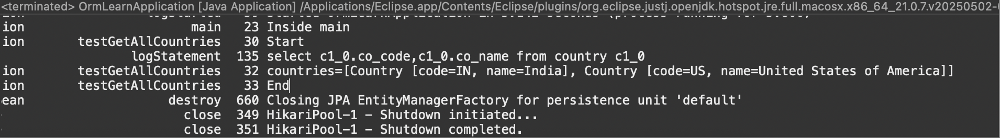 <terminated> OrmLearnApplication [Java Application] /Applications/Eclipse.app/Contents/Eclipse/plugins/org.eclipse.justj.openjdk.hotspot.jre.full.macosx.x86_64_21.0.7.v20250502-
ion main 23 Inside main
ion testGetAllCountries 30 Start
logStatement 135 select c1_0.co_code,c1_0.co_name from country c1_0
ion testGetAllCountries 32 countries=[Country [code=IN, name=India], Country [code=US, name=United States of America]]
ion testGetAllCountries 33 End
ean destroy 660 Closing JPA EntityManagerFactory for persistence unit 'default'
close 349 HikariPool-1 - Shutdown initiated...
close 351 HikariPool-1 - Shutdown completed.